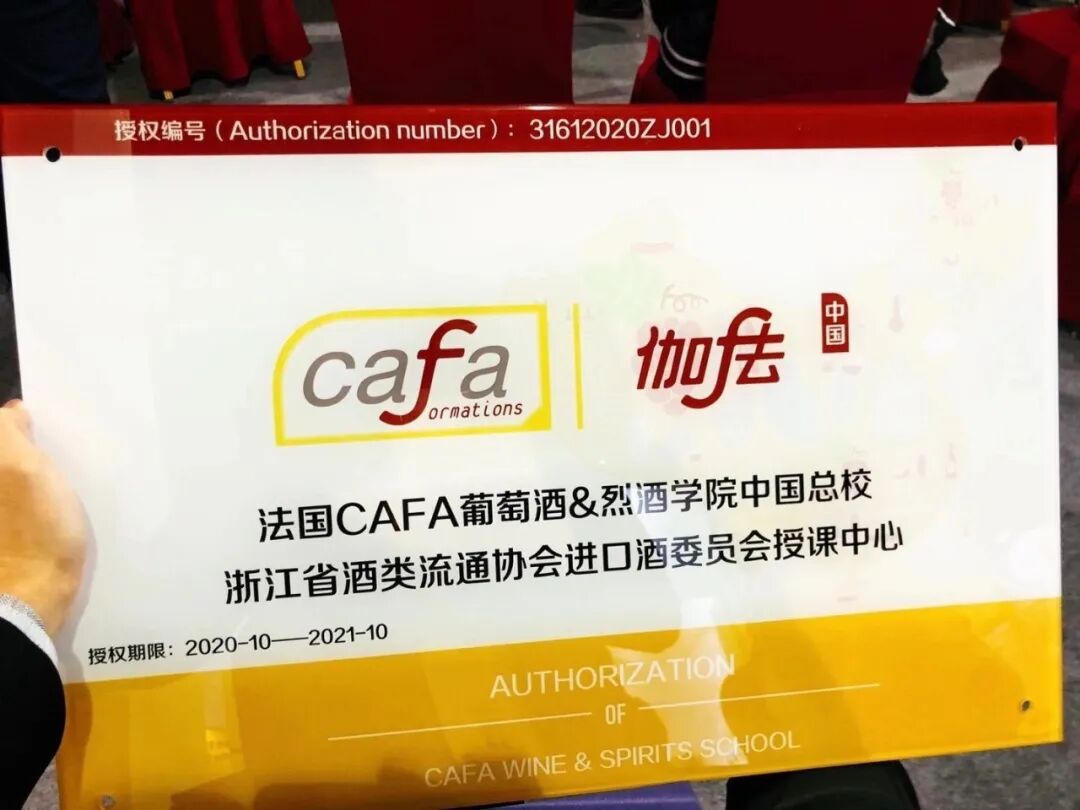 授权编号（Authorization number）：31612020ZJ001
cafa
ormations
伽法
中国
法国CAFA葡萄酒&烈酒学院中国总校
浙江省酒类流通协会进口酒委员会授课中心
授权期限：2020-10——2021-10
AUTHORIZATION
OF
CAFA WINE & SPIRITS SCHOOL